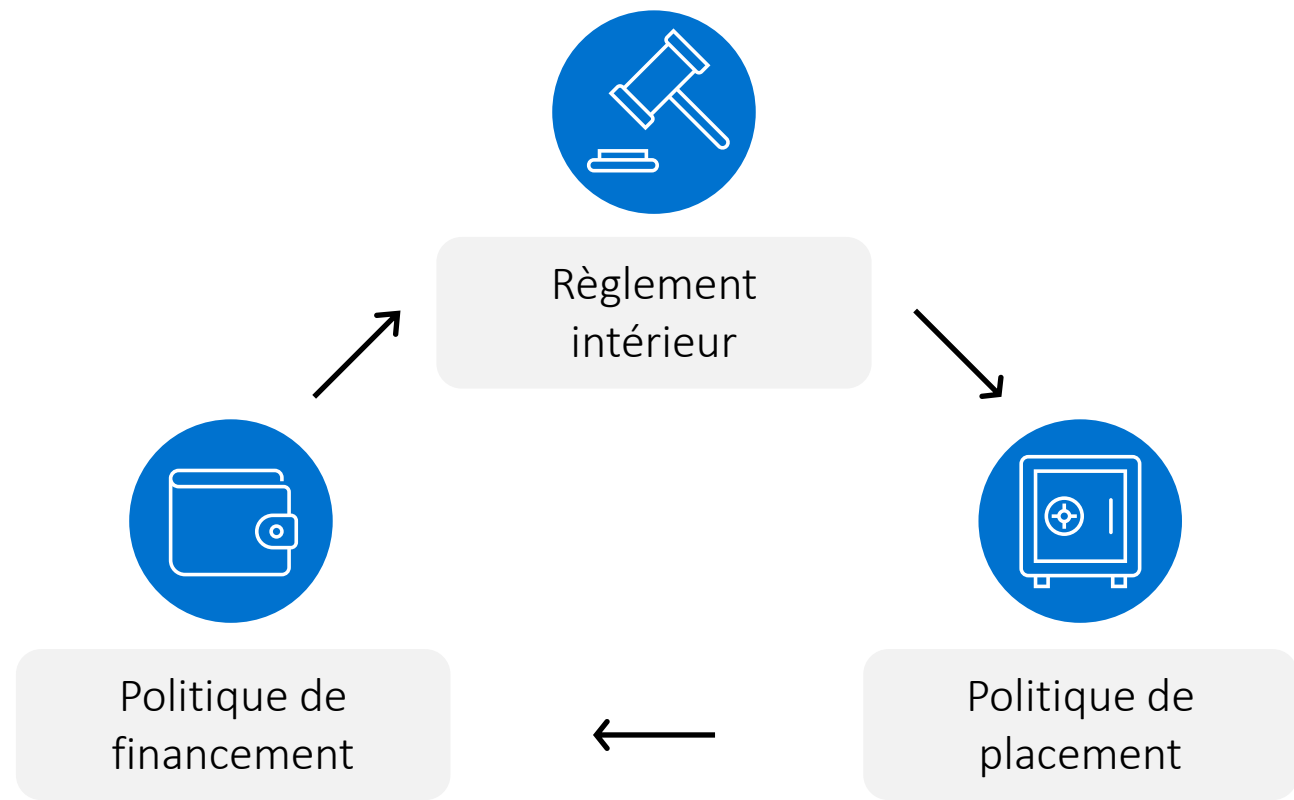 Règlement
intérieur
Politique de
financement
Politique de
placement